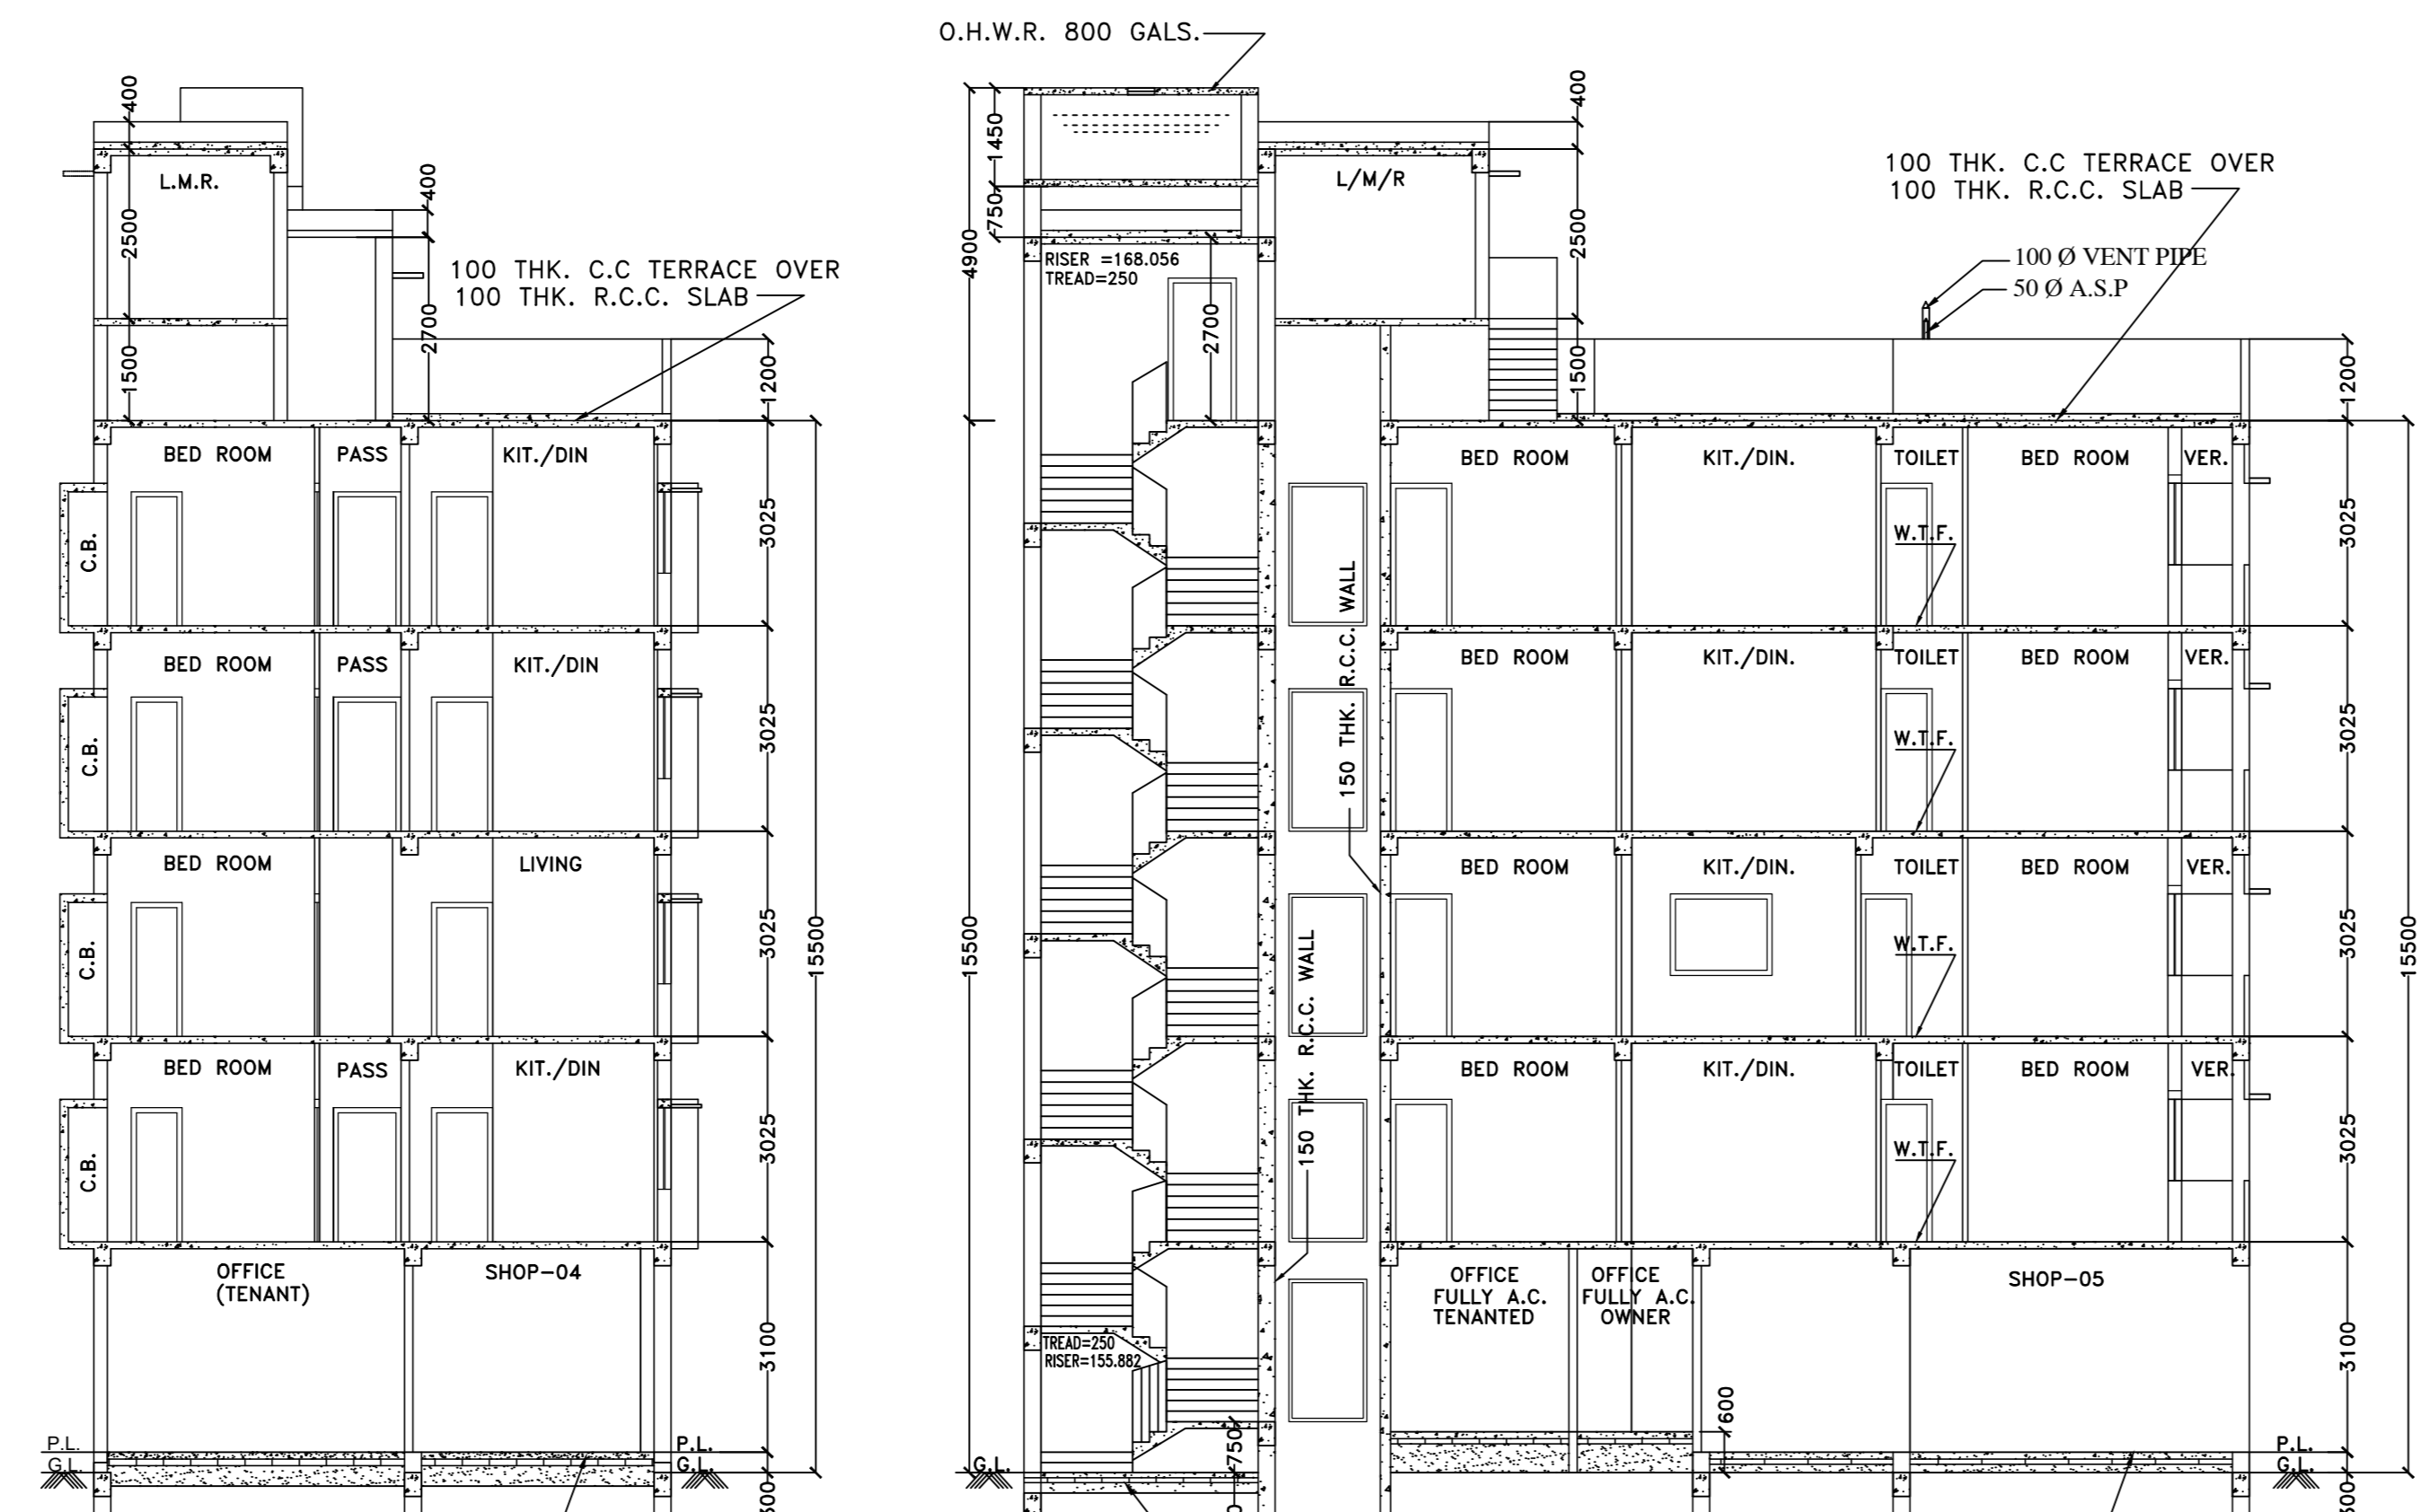 O.H.W.R. 800 GALS.
400
L.M.R.
2500
1500
400
2700
100 THK. C.C TERRACE OVER
100 THK. R.C.C. SLAB
1200
BED ROOM PASS KIT./DIN
C.B.
3025
BED ROOM PASS KIT./DIN
C.B.
3025
BED ROOM LIVING
C.B.
3025
15500
BED ROOM PASS KIT./DIN
C.B.
3025
OFFICE
(TENANT)
SHOP-04
3100
P.L.
G.L.
P.L.
G.L.
4900
1450
750
15500
L/M/R
400
2500
1500
RISER =168.056
TREAD=250
2700
100 THK. C.C TERRACE OVER
100 THK. R.C.C. SLAB
100 Ø VENT PIPE
50 Ø A.S.P
1200
BED ROOM KIT./DIN. TOILET BED ROOM VER.
W.T.F.
3025
150 THK. R.C.C. WALL
BED ROOM KIT./DIN. TOILET BED ROOM VER.
W.T.F.
3025
BED ROOM KIT./DIN. TOILET BED ROOM VER.
W.T.F.
3025
15500
150 THK. R.C.C. WALL
BED ROOM KIT./DIN. TOILET BED ROOM VER.
W.T.F.
3025
OFFICE
FULLY A.C.
TENANTED
OFFICE
FULLY A.C.
OWNER
SHOP-05
3100
TREAD=250
RISER=155.882
600
750
G.L.
P.L.
G.L.